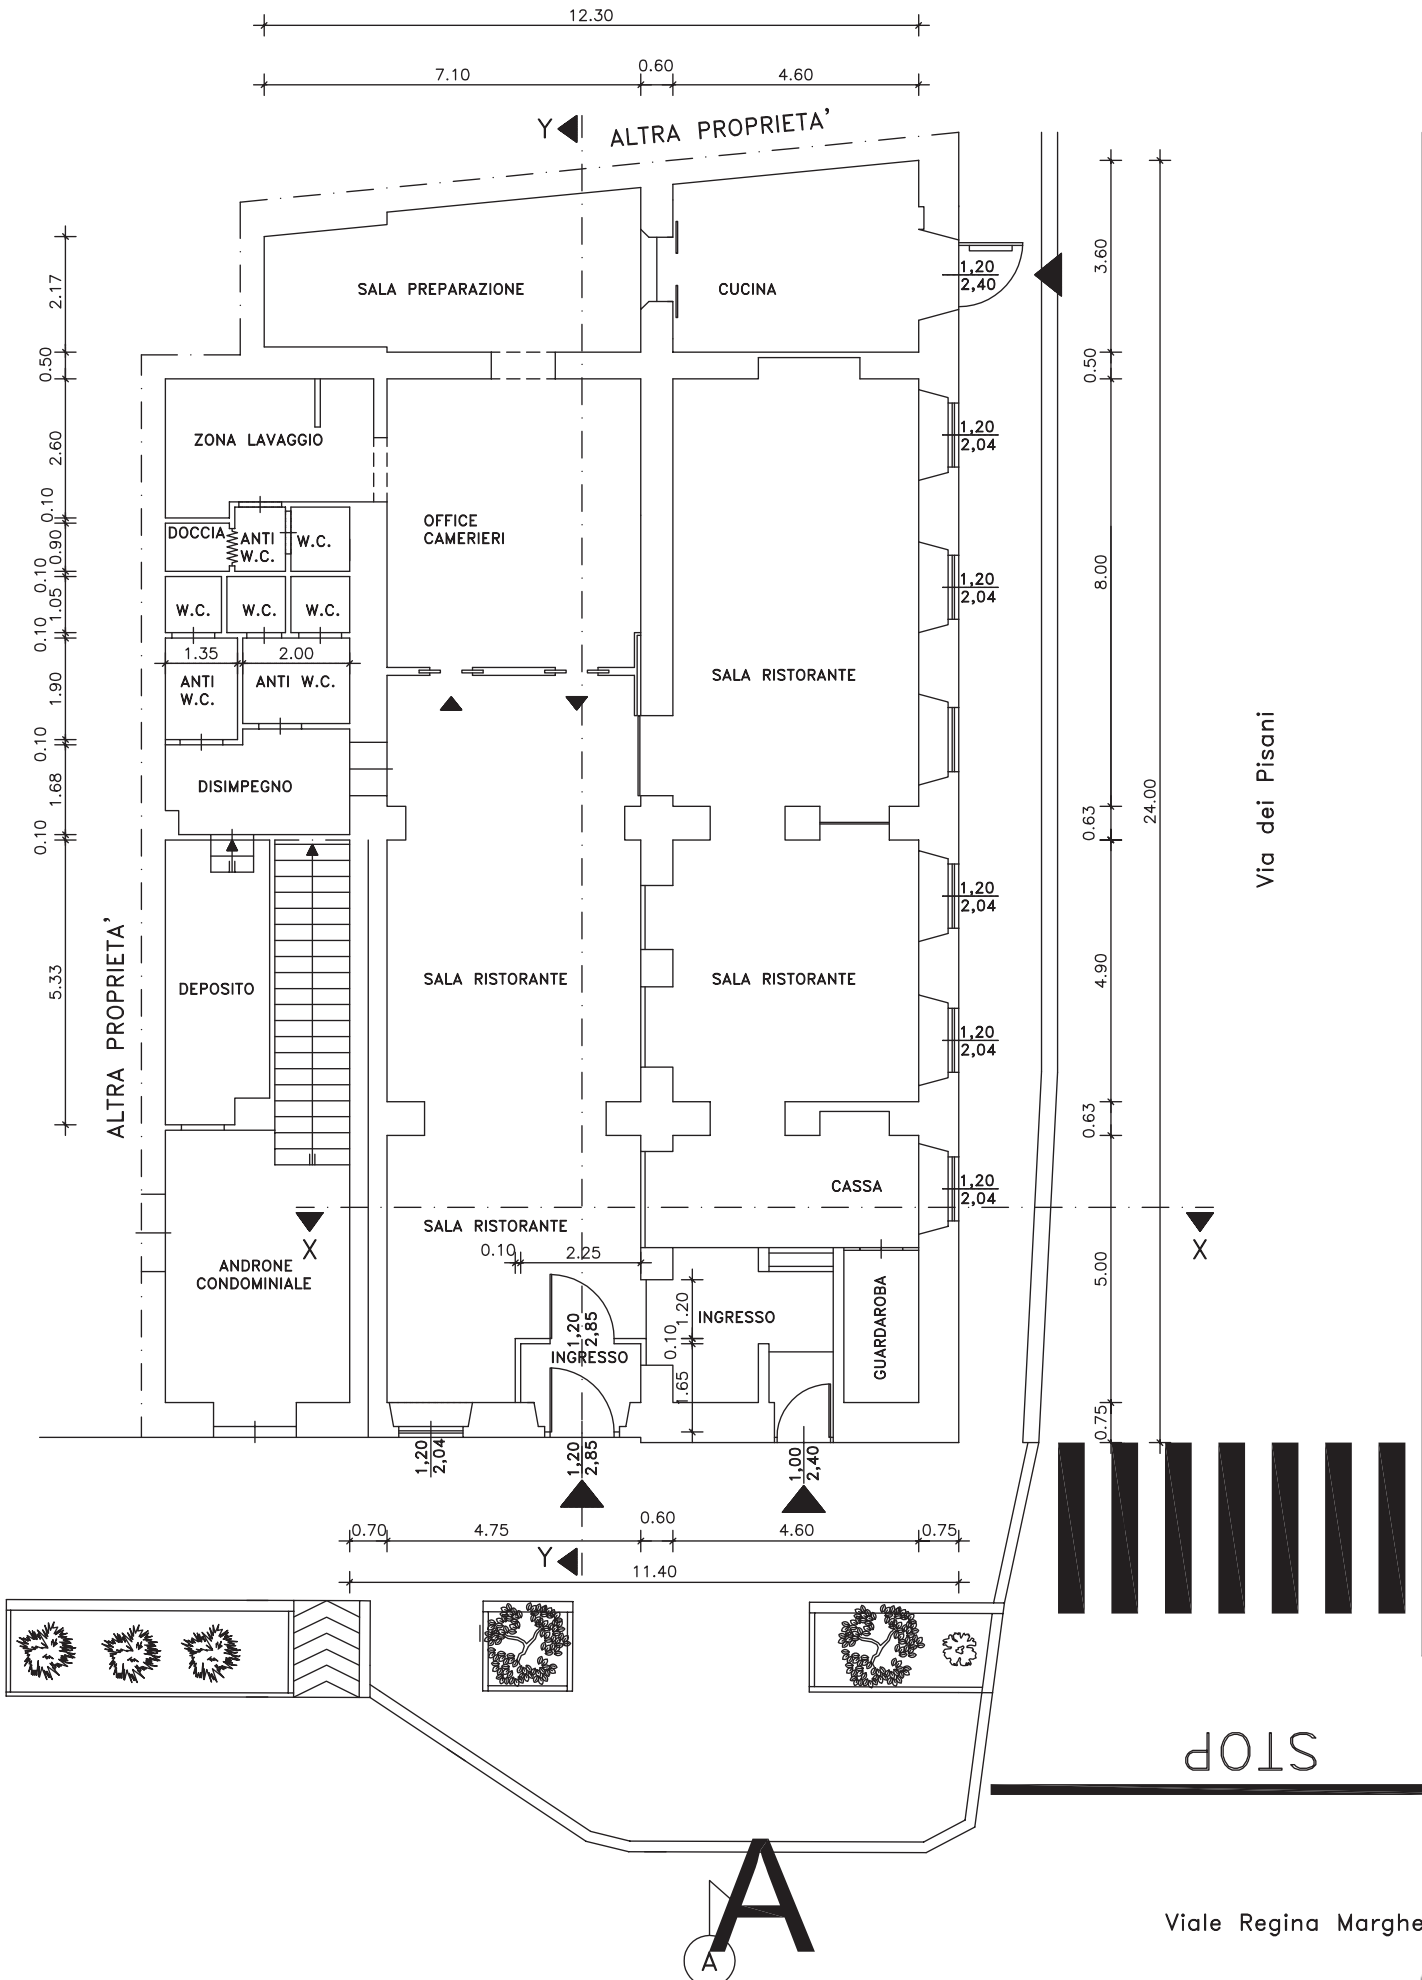 12.30
7.10
0.60
4.60
Y
ALTRA PROPRIETA'
SALA PREPARAZIONE
CUCINA
1,20
2,40
2.17
0.50
2.60
0.10
0.90
0.10
1.05
0.10
1.90
0.10
1.68
0.10
5.33
3.60
0.50
8.00
0.63
24.00
4.90
0.63
5.00
0.75
ZONA LAVAGGIO
1,20
2,04
OFFICE
CAMERIERI
DOCCIA
ANTI
W.C.
W.C.
1,20
2,04
W.C.
W.C.
W.C.
1.35
2.00
ANTI
W.C.
ANTI W.C.
SALA RISTORANTE
Via dei Pisani
DISIMPEGNO
1,20
2,04
ALTRA PROPRIETA'
DEPOSITO
SALA RISTORANTE
SALA RISTORANTE
1,20
2,04
CASSA
1,20
2,04
X
SALA RISTORANTE
X
0.10
2.25
ANDRONE
CONDOMINIALE
1,20
2,85
INGRESSO
1.20
0.10
1.65
INGRESSO
GUARDAROBA
1,20
2,04
1,20
2,85
1,00
2,40
0.70
4.75
0.60
4.60
0.75
Y
11.40
STOP
A
A
Viale Regina Marghe